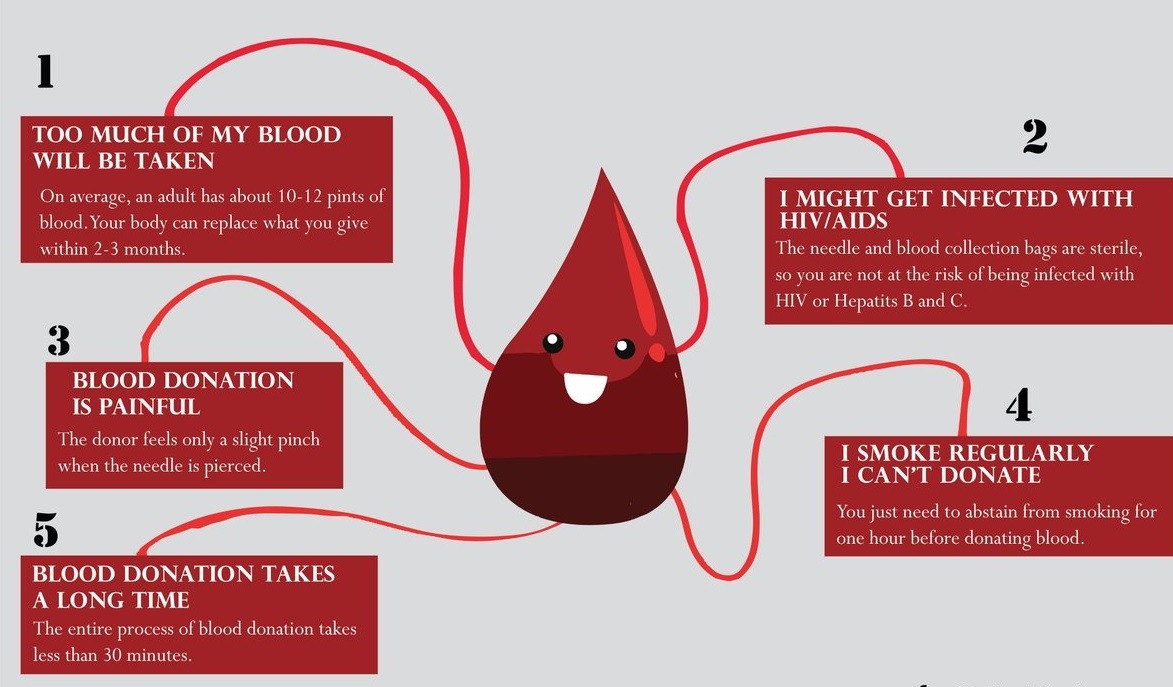 1
TOO MUCH OF MY BLOOD
WILL BE TAKEN
On average, an adult has about 10-12 pints of
blood. Your body can replace what you give
within 2-3 months.
2
I MIGHT GET INFECTED WITH
HIV/AIDS
The needle and blood collection bags are sterile,
so you are not at the risk of being infected with
HIV or Hepatits B and C.
3
BLOOD DONATION
IS PAINFUL
The donor feels only a slight pinch
when the needle is pierced.
4
I SMOKE REGULARLY
I CAN'T DONATE
You just need to abstain from smoking for
one hour before donating blood.
5
BLOOD DONATION TAKES
A LONG TIME
The entire process of blood donation takes
less than 30 minutes.